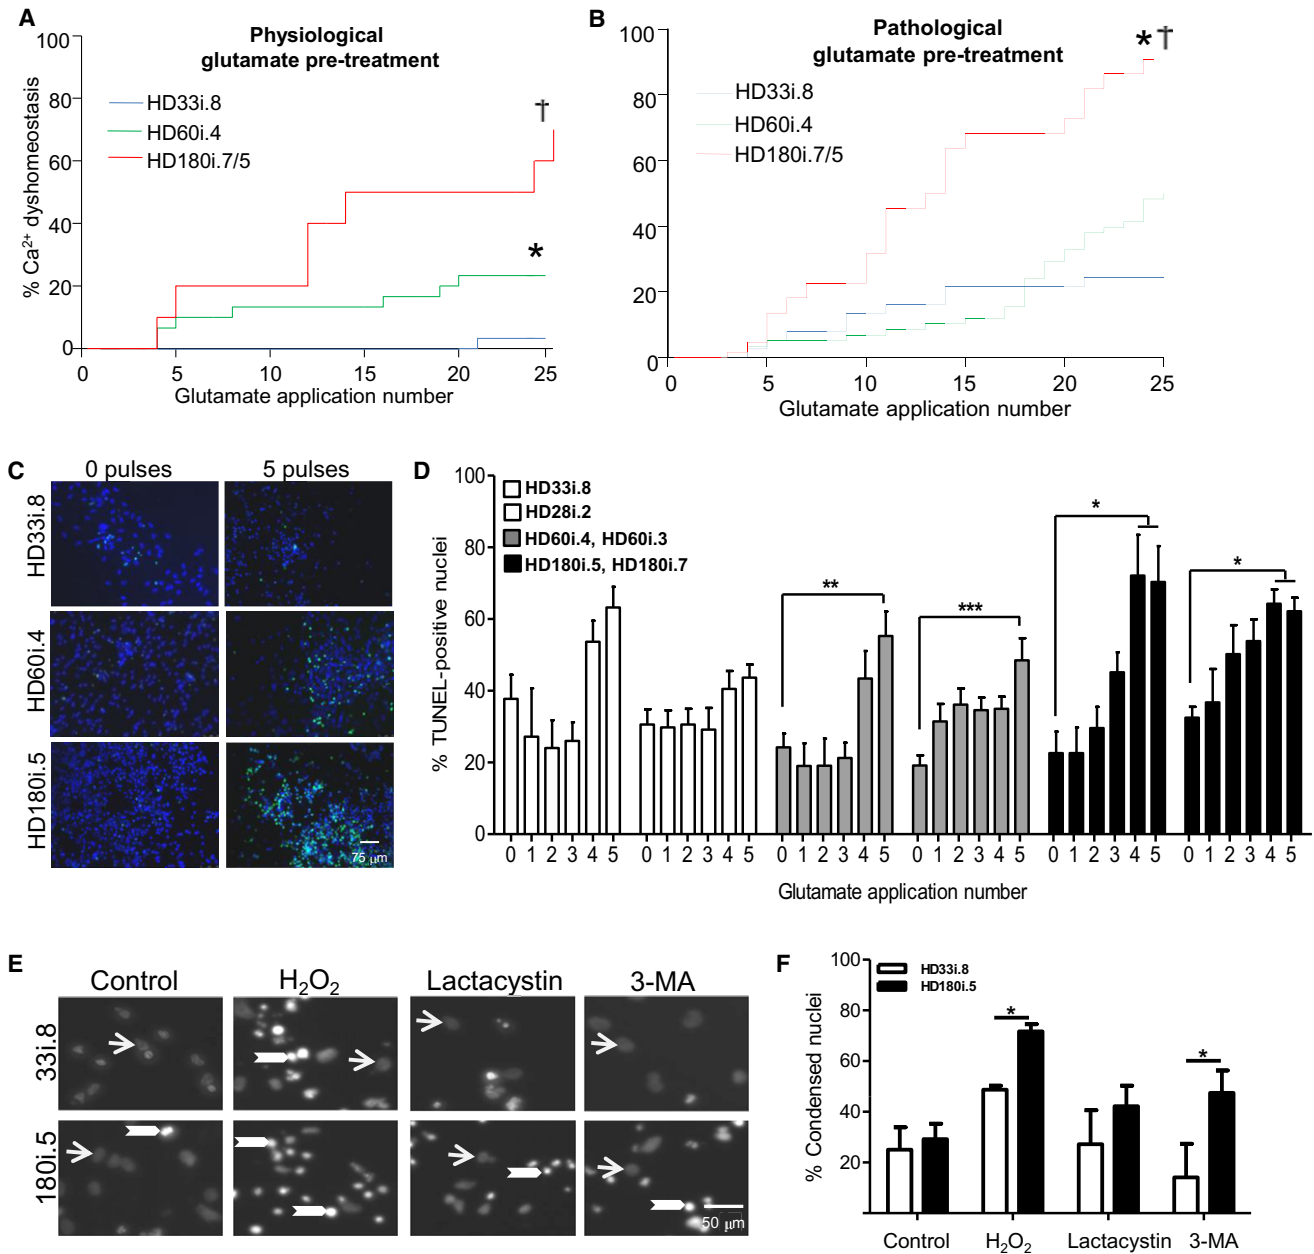 A
Physiological
glutamate pre-treatment
% Ca²⁺ dyshomeostasis
100
80
60
40
20
0
HD33i.8
HD60i.4
HD180i.7/5
†
*
0 5 10 15 20 25
Glutamate application number
B
Pathological
glutamate pre-treatment
100
80
60
40
20
0
HD33i.8
HD60i.4
HD180i.7/5
* †
0 5 10 15 20 25
Glutamate application number
C
0 pulses 5 pulses
HD33i.8
HD60i.4
HD180i.5
75 µm
D
% TUNEL-positive nuclei
100
80
60
40
20
0
HD33i.8
HD28i.2
HD60i.4, HD60i.3
HD180i.5, HD180i.7
** *** * *
0 1 2 3 4 5 0 1 2 3 4 5 0 1 2 3 4 5 0 1 2 3 4 5 0 1 2 3 4 5 0 1 2 3 4 5
Glutamate application number
E
Control H₂O₂ Lactacystin 3-MA
33i.8
180i.5
50 µm
F
% Condensed nuclei
100
80
60
40
20
HD33i.8
HD180i.5
* *
Control H₂O₂ Lactacystin 3-MA